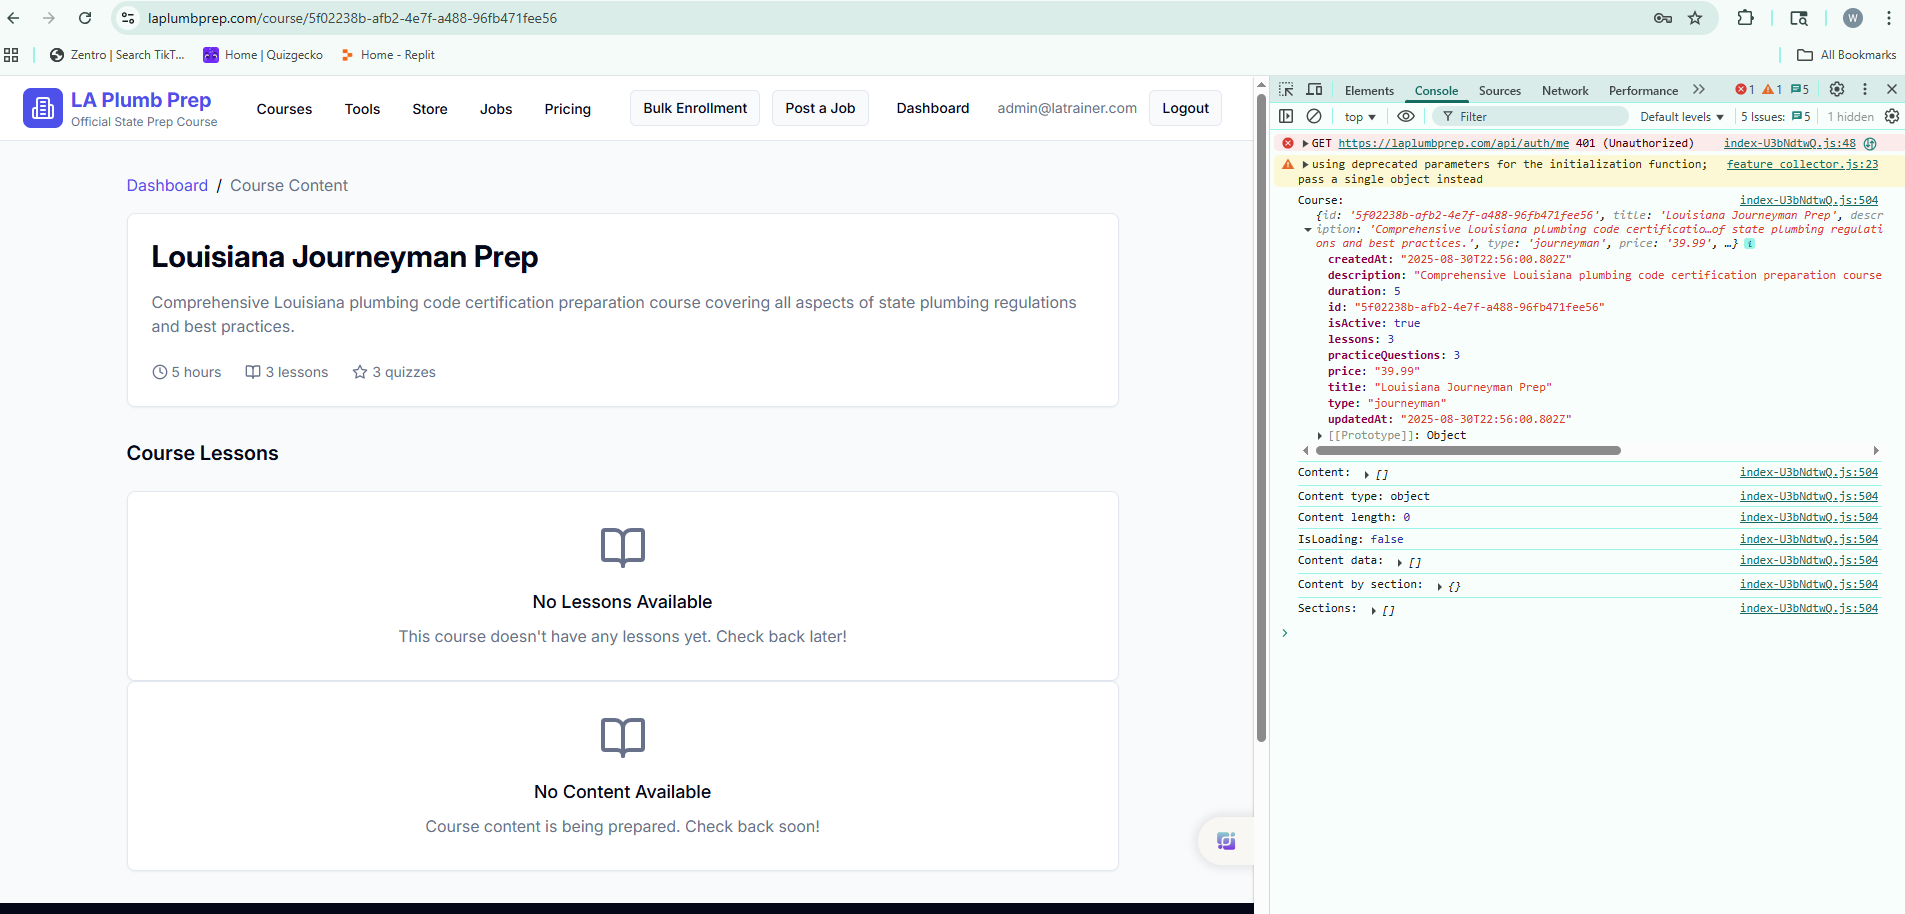 laplumbprep.com/course/5f02238b-afb2-4e7f-a488-96fb471fee56
W
Zentro | Search TikT...
Home | Quizgecko
Home - Replit
All Bookmarks
LA Plumb Prep
Official State Prep Course
Courses
Tools
Store
Jobs
Pricing
Bulk Enrollment
Post a Job
Dashboard
admin@latrainer.com
Logout
Dashboard / Course Content
Louisiana Journeyman Prep
Comprehensive Louisiana plumbing code certification preparation course covering all aspects of state plumbing regulations
and best practices.
5 hours
3 lessons
3 quizzes
Course Lessons
No Lessons Available
This course doesn't have any lessons yet. Check back later!
No Content Available
Course content is being prepared. Check back soon!
Elements
Console
Sources
Network
Performance
1
1
5
top
Filter
Default levels
5 Issues: 5
1 hidden
GET https://laplumbprep.com/api/auth/me 401 (Unauthorized) index-U3bNdtwQ.js:48
using deprecated parameters for the initialization function; feature collector.js:23
pass a single object instead
Course: index-U3bNdtwQ.js:504
{id: '5f02238b-afb2-4e7f-a488-96fb471fee56', title: 'Louisiana Journeyman Prep', descr
iption: 'Comprehensive Louisiana plumbing code certificatio…of state plumbing regulati
ons and best practices.', type: 'journeyman', price: '39.99', …}
createdAt: "2025-08-30T22:56:00.802Z"
description: "Comprehensive Louisiana plumbing code certification preparation course
duration: 5
id: "5f02238b-afb2-4e7f-a488-96fb471fee56"
isActive: true
lessons: 3
practiceQuestions: 3
price: "39.99"
title: "Louisiana Journeyman Prep"
type: "journeyman"
updatedAt: "2025-08-30T22:56:00.802Z"
[[Prototype]]: Object
Content: [] index-U3bNdtwQ.js:504
Content type: object index-U3bNdtwQ.js:504
Content length: 0 index-U3bNdtwQ.js:504
IsLoading: false index-U3bNdtwQ.js:504
Content data: [] index-U3bNdtwQ.js:504
Content by section: {} index-U3bNdtwQ.js:504
Sections: [] index-U3bNdtwQ.js:504